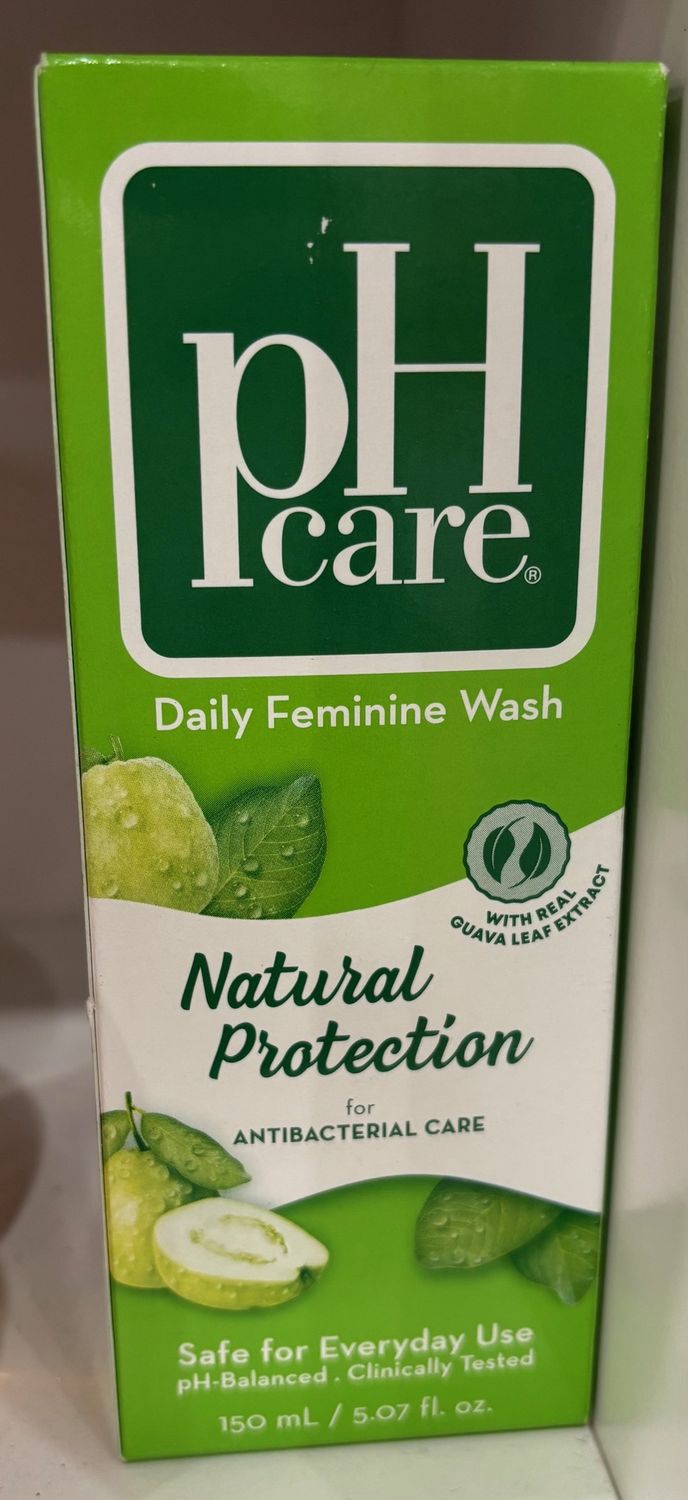 pH
care®
Daily Feminine Wash
WITH REAL
GUAVA LEAF EXTRACT
Natural
Protection
for
ANTIBACTERIAL CARE
Safe for Everyday Use
pH-Balanced . Clinically Tested
150 mL / 5.07 fl. oz.